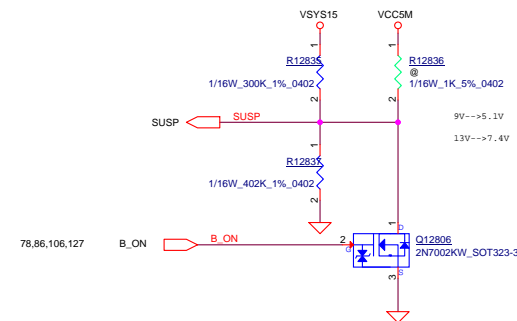 VSYS15
VCC5M
1
1
R12835
R12836
@
1/16W_300K_1%_0402
1/16W_1K_5%_0402
2
2
9V-->5.1V
SUSP
SUSP
13V-->7.4V
1
R12837
1/16W_402K_1%_0402
2
1
D
78,86,106,127
B_ON
B_ON
2
G
Q12806
2N7002KW_SOT323-3
S
3